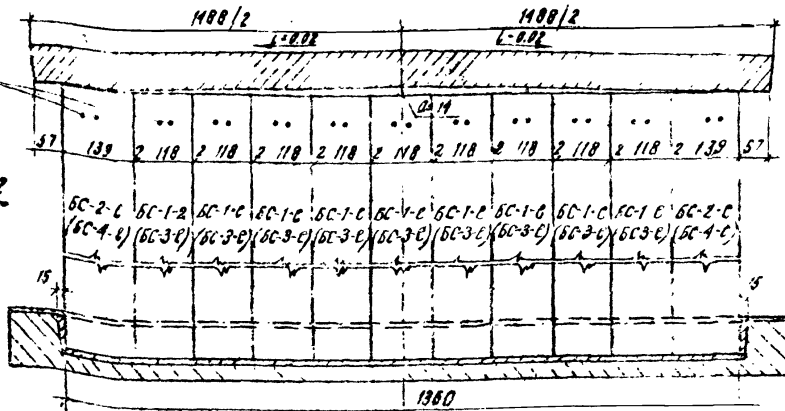 1488/2 1488/2
i=0.02 i=0.02
a=14
57 139 2 118 2 118 2 118 2 118 2 118 2 118 2 118 2 118 2 118 2 139 57
БС-2-е БС-1-е БС-1-е БС-1-е БС-1-е БС-1-е БС-1-е БС-1-е БС-1-е БС-1-е БС-2-е
(БС-4-е) (БС-3-е) (БС-3-е) (БС-3-е) (БС-3-е) (БС-3-е) (БС-3-е) (БС-3-е) (БС-3-е) (БС3-е) (БС-4-е)
15 15
1360